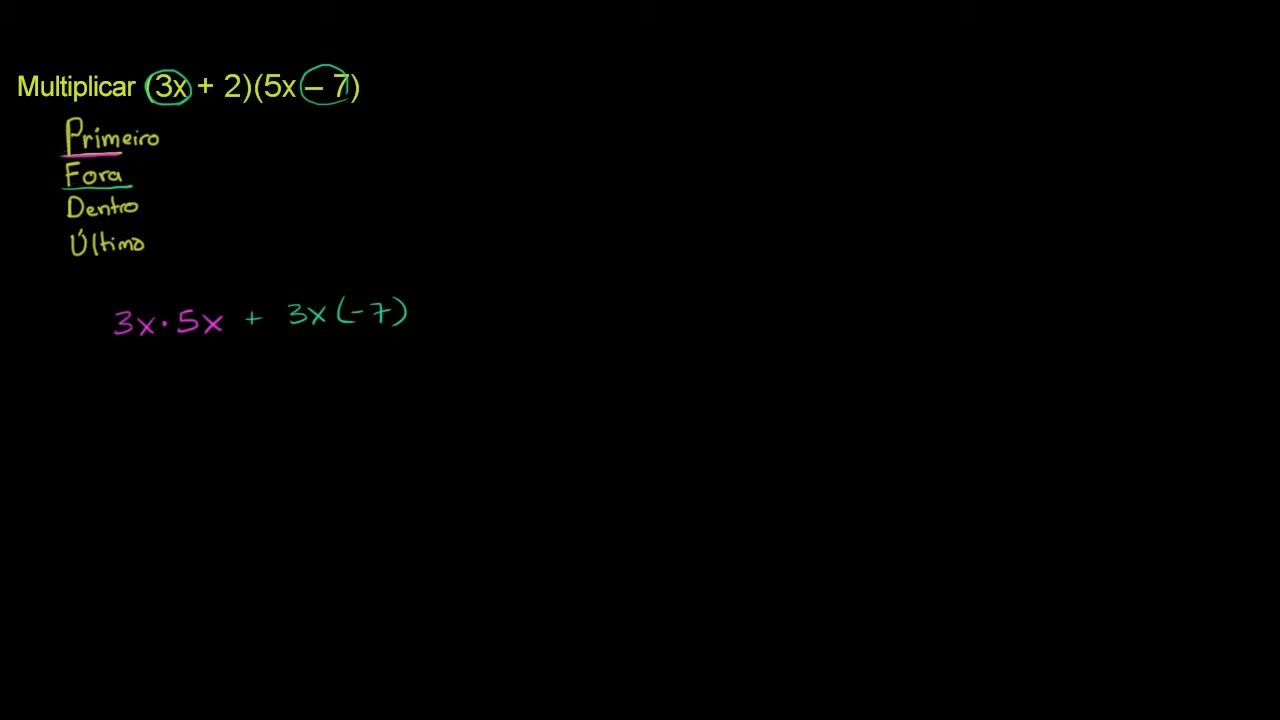 Multiplicar (3x + 2)(5x – 7)
Primeiro
Fora
Dentro
Último
3x · 5x + 3x(-7)